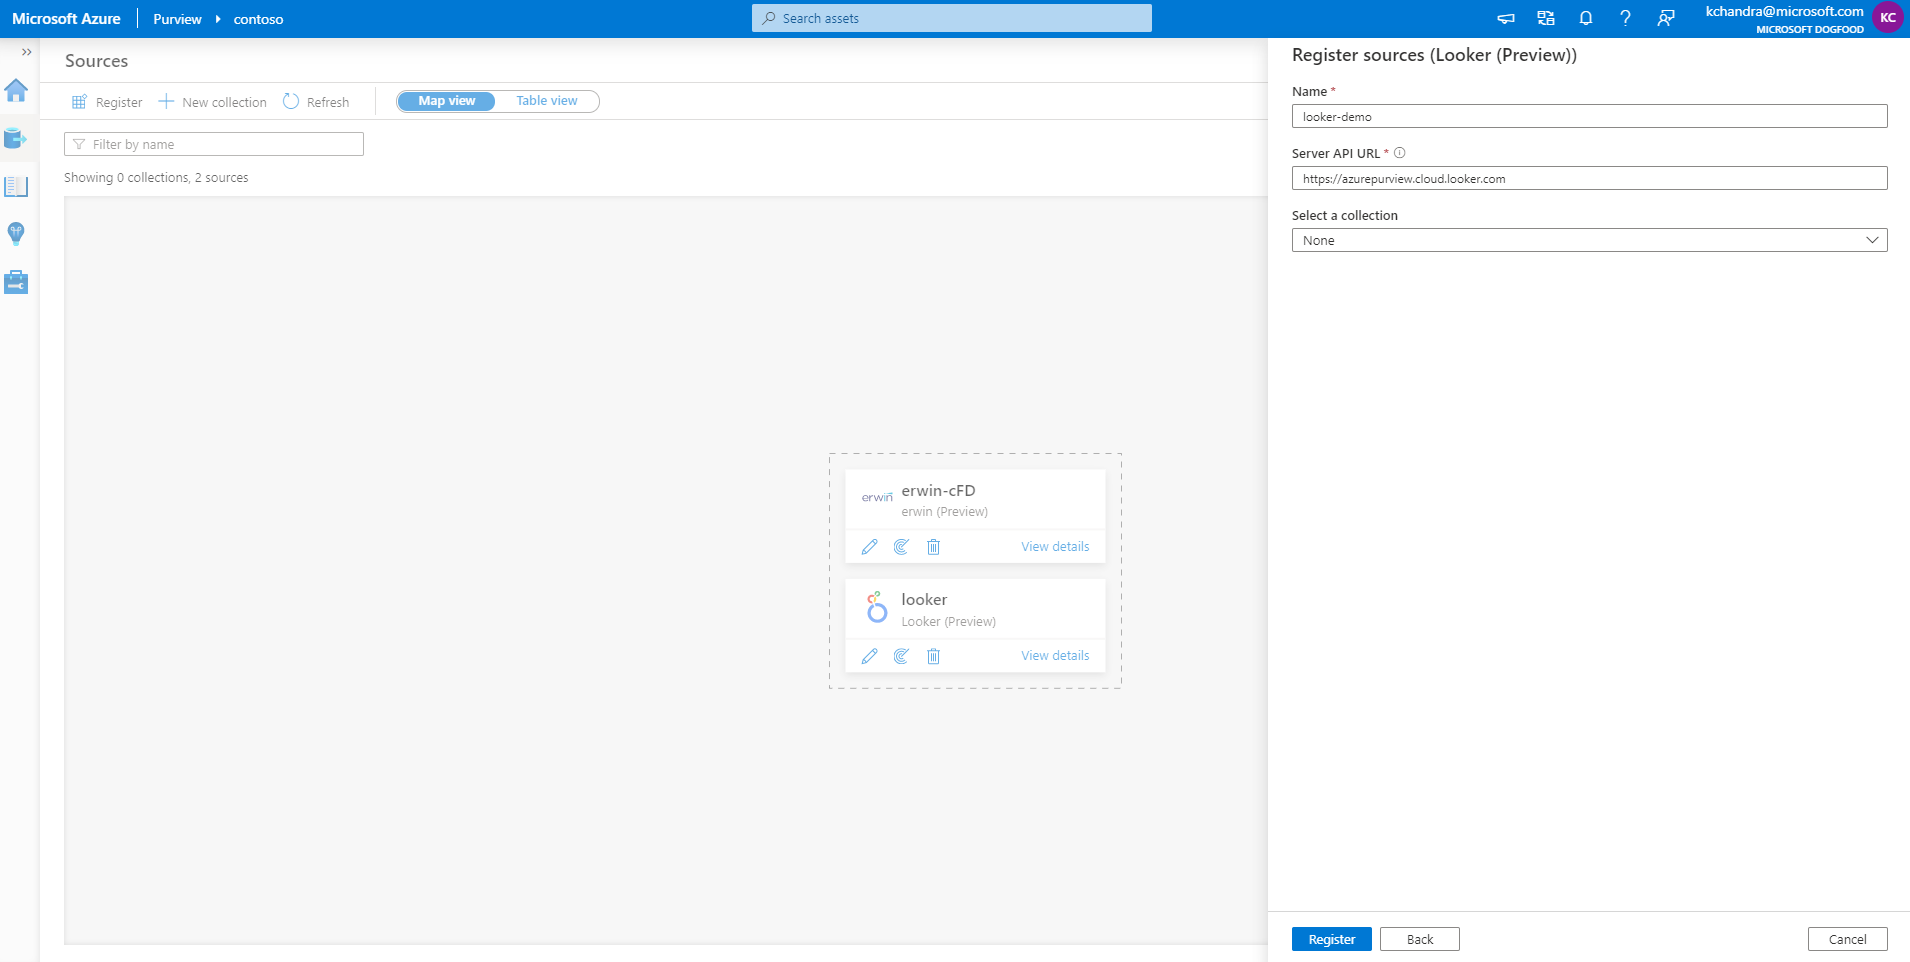 Microsoft Azure
Purview
contoso
Search assets
kchandra@microsoft.com
MICROSOFT DOGFOOD
KC
Sources
Register
New collection
Refresh
Map view
Table view
Filter by name
Showing 0 collections, 2 sources
erwin
erwin-cFD
erwin (Preview)
View details
looker
Looker (Preview)
View details
Register sources (Looker (Preview))
Name *
looker-demo
Server API URL *
https://azurepurview.cloud.looker.com
Select a collection
None
Register
Back
Cancel